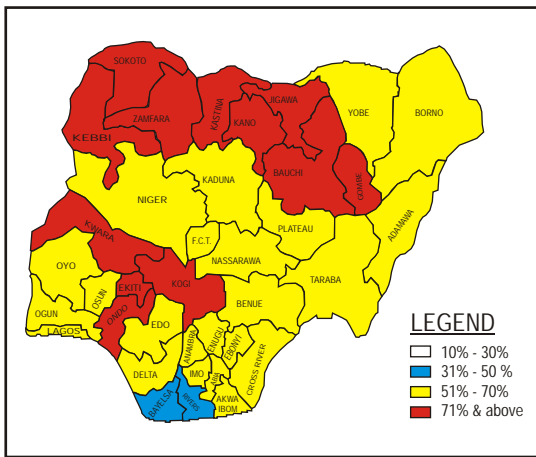 SOKOTO
KASTINA
JIGAWA
YOBE
BORNO
ZAMFARA
KANO
KEBBI
BAUCHI
GOMBE
KADUNA
NIGER
ADAMAWA
KWARA
PLATEAU
F.C.T.
OYO
NASSARAWA
TARABA
KOGI
EKITI
OSUN
BENUE
ONDO
OGUN
EDO
LAGOS
ANAMBRA
ENUGU
EBONYI
CROSS RIVER
DELTA
IMO
ABIA
AKWA
IBOM
BAYELSA
RIVERS
LEGEND
10% - 30%
31% - 50 %
51% - 70%
71% & above